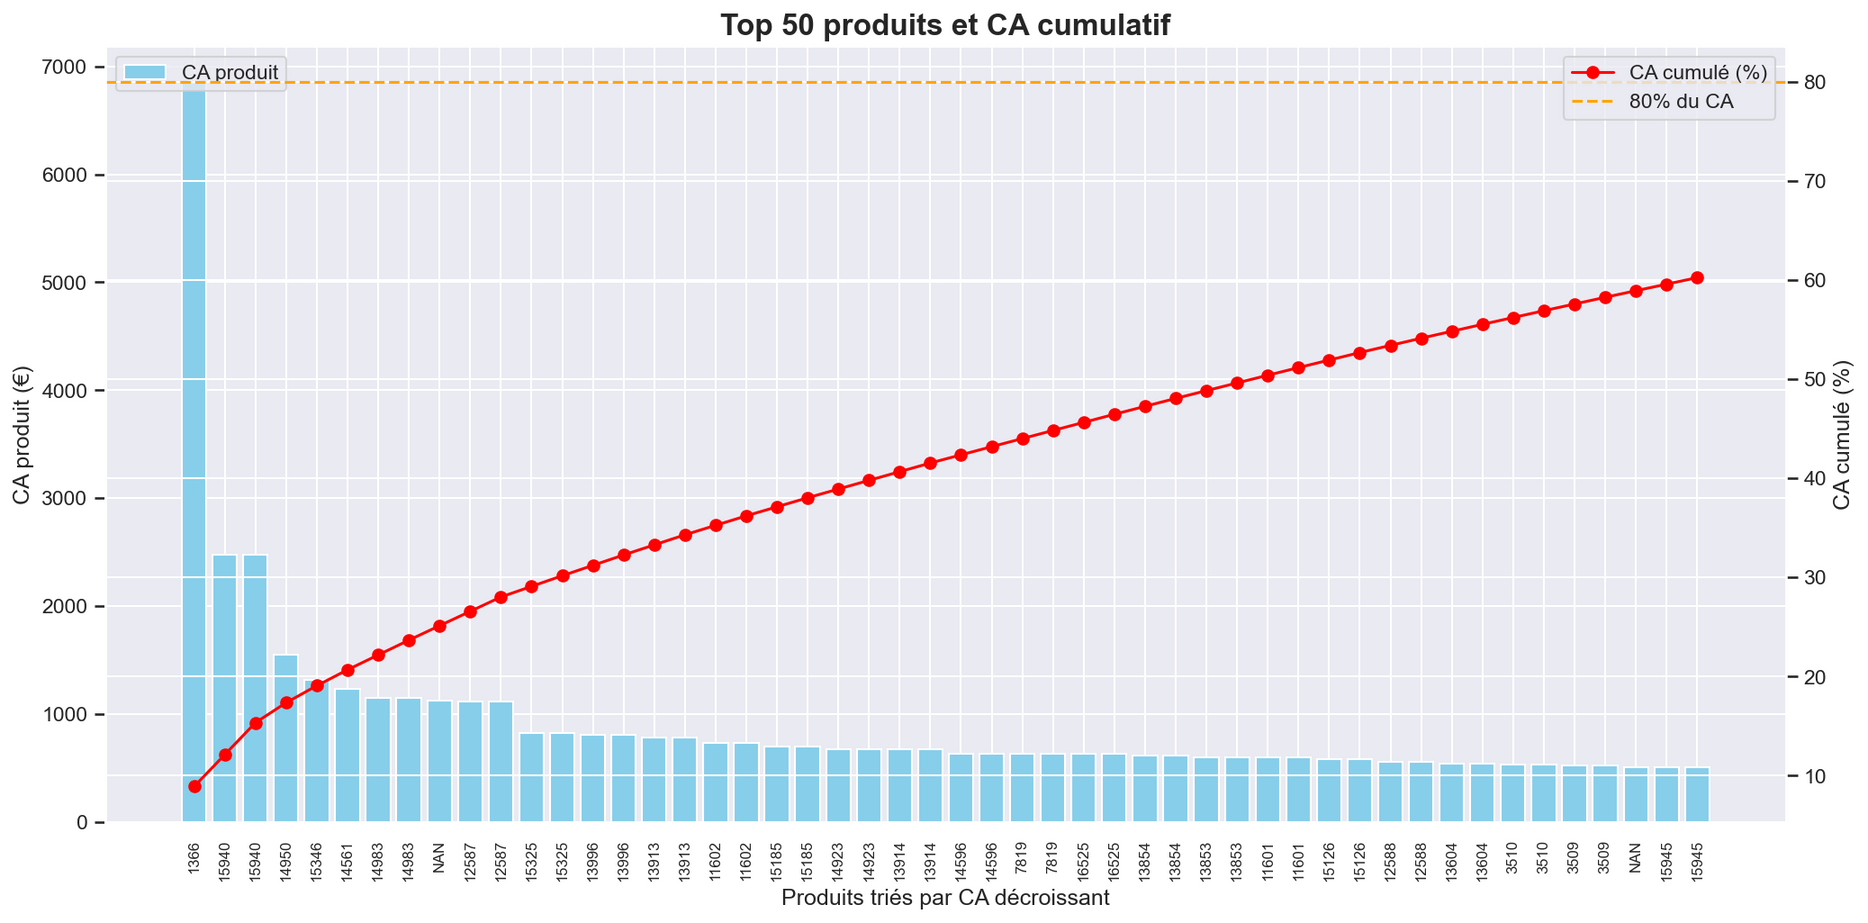 Top 50 produits et CA cumulatif
CA produit
CA cumulé (%)
80% du CA
CA produit (€)
7000
6000
5000
4000
3000
2000
1000
0
80
70
60
50
40
30
20
10
CA cumulé (%)
1366 15940 15940 14950 15346 14561 14983 14983 NAN 12587 12587 15325 15325 13996 13996 13913 13913 11602 11602 15185 15185 14923 14923 13914 13914 14596 14596 7819 7819 16525 16525 13854 13854 13853 13853 11601 11601 15126 15126 12588 12588 13604 13604 3510 3510 3509 3509 NAN 15945 15945
Produits triés par CA décroissant